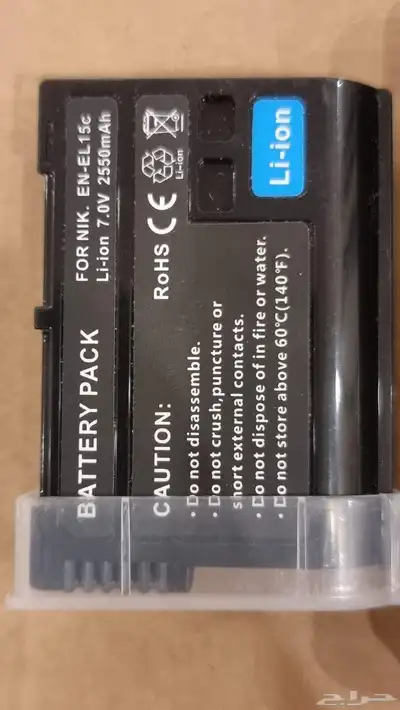 BATTERY PACK
FOR NIK. EN-EL15c
Li-ion 7.0V 2550mAh
CAUTION:
RoHS CE
Li-ion
· Do not disassemble.
· Do not crush,puncture or
short external contacts.
· Do not dispose of in fire or water.
· Do not store above 60℃(140℉).
Li-ion
حراج